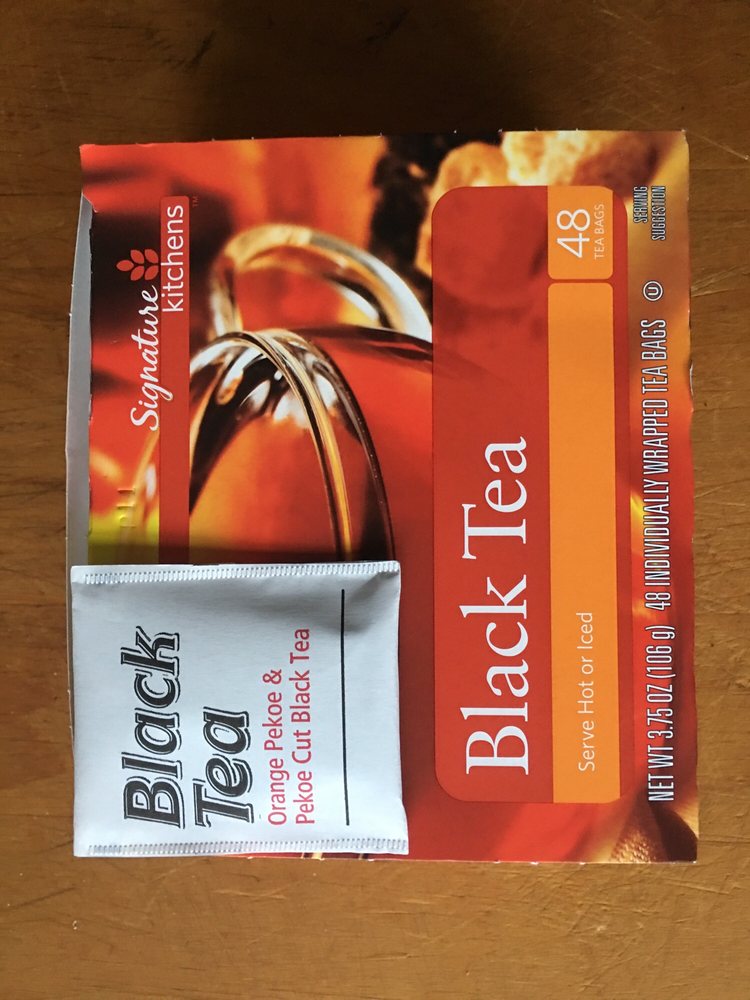 Signature
kitchens™
Black
Tea
Orange Pekoe &
Pekoe Cut Black Tea
Black Tea
Serve Hot or Iced
48
TEA BAGS
NET WT 3.75 OZ (106 g) 48 INDIVIDUALLY WRAPPED TEA BAGS U
SERVING
SUGGESTION